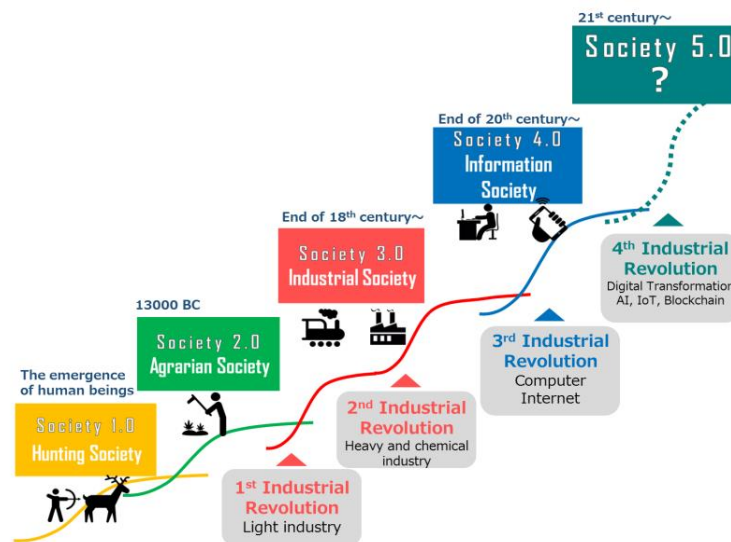 The emergence
of human beings
Society 1.0
Hunting Society
13000 BC
Society 2.0
Agrarian Society
End of 18th century～
Society 3.0
Industrial Society
End of 20th century～
Society 4.0
Information
Society
21st century～
Society 5.0
?
1st Industrial
Revolution
Light industry
2nd Industrial
Revolution
Heavy and chemical
industry
3rd Industrial
Revolution
Computer
Internet
4th Industrial
Revolution
Digital Transformation
AI, IoT, Blockchain